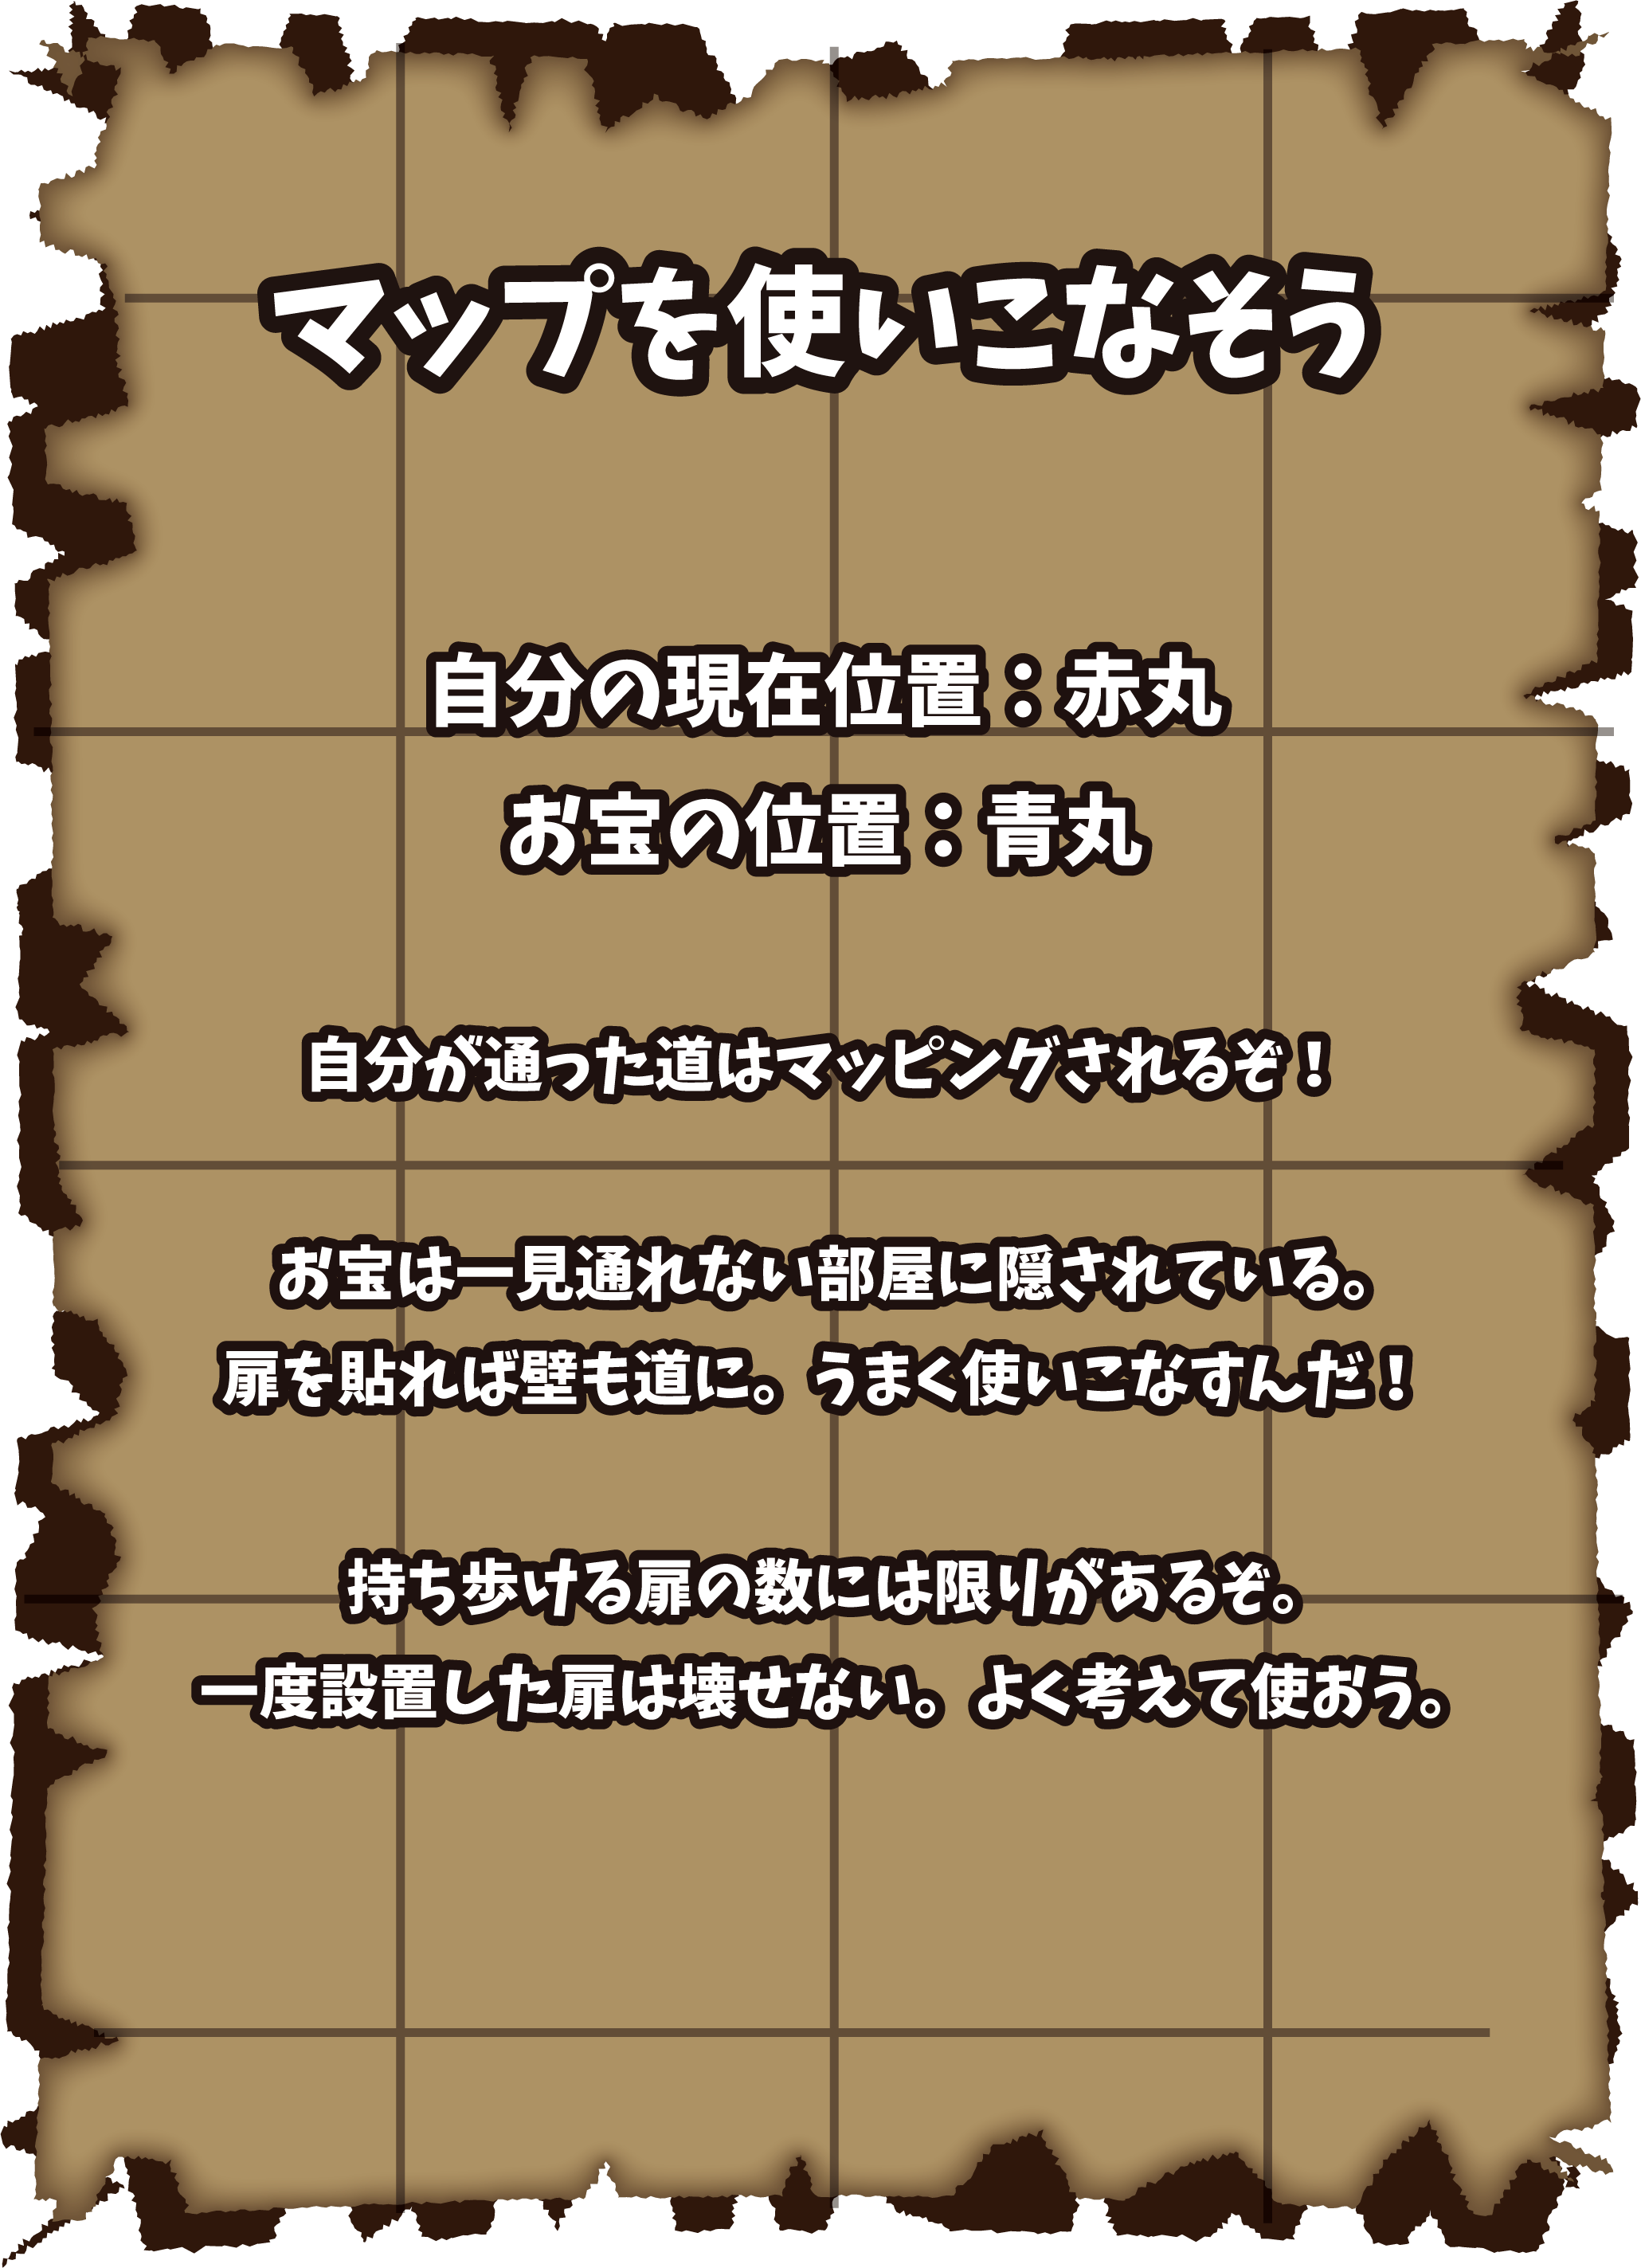 マップを使いこなそう
自分の現在位置：赤丸
お宝の位置：青丸
自分が通った道はマッピングされるぞ！
お宝は一見通れない部屋に隠されている。
扉を貼れば壁も道に。うまく使いこなすんだ！
持ち歩ける扉の数には限りがあるぞ。
一度設置した扉は壊せない。よく考えて使おう。